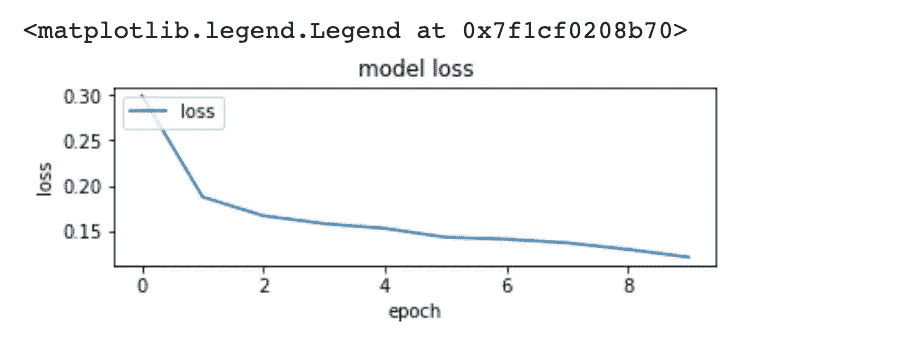 <matplotlib.legend.Legend at 0x7f1cf0208b70>
model loss
loss
0.30
0.25
0.20
0.15
loss
0 2 4 6 8
epoch